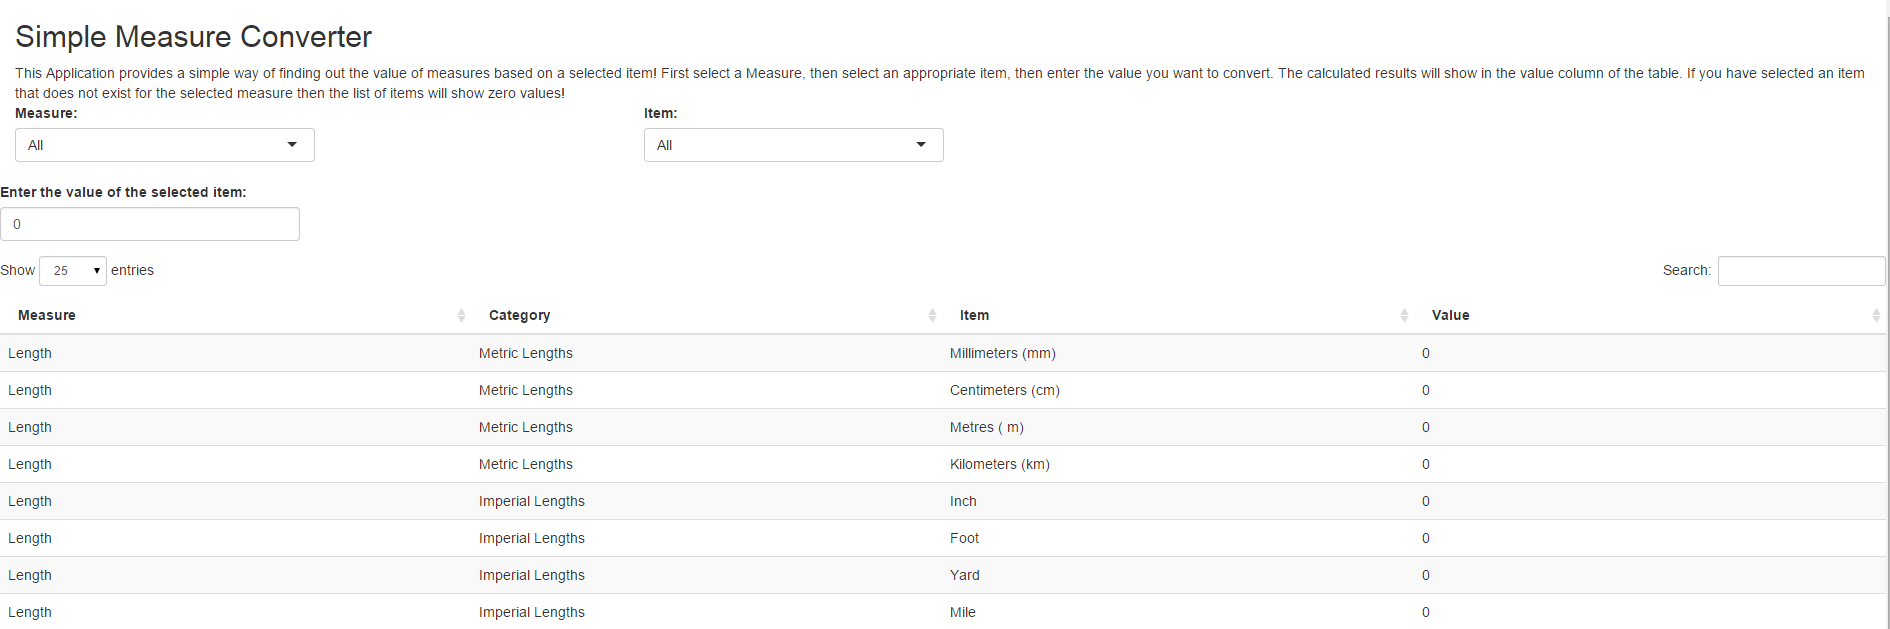 Simple Measure Converter
This Application provides a simple way of finding out the value of measures based on a selected item! First select a Measure, then select an appropriate item, then enter the value you want to convert. The calculated results will show in the value column of the table. If you have selected an item
that does not exist for the selected measure then the list of items will show zero values!
Measure: Item:
All All
Enter the value of the selected item:
0
Show 25 entries Search:
Measure Category Item Value
Length Metric Lengths Millimeters (mm) 0
Length Metric Lengths Centimeters (cm) 0
Length Metric Lengths Metres ( m) 0
Length Metric Lengths Kilometers (km) 0
Length Imperial Lengths Inch 0
Length Imperial Lengths Foot 0
Length Imperial Lengths Yard 0
Length Imperial Lengths Mile 0